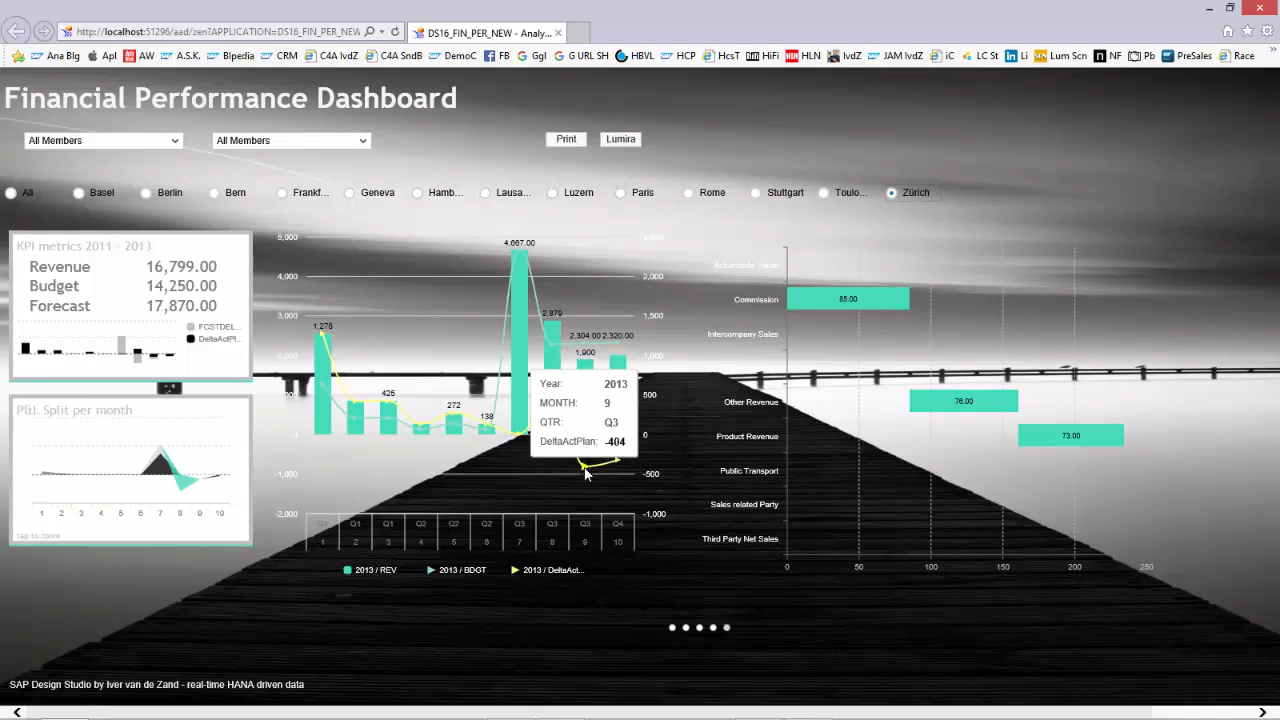 http://localhost:51296/aad/zen?APPLICATION=DS16_FIN_PER_NEW
DS16_FIN_PER_NEW - Analy...
Ana Blg Apl AW A.S.K. BIpedia CRM C4A IvdZ C4A SndB DemoC FB Ggl G URL SH HBVL HCP HcsT HiFi HLN IvdZ JAM IvdZ iC LC St Li Lum Scn NF Pb PreSales Race
Financial Performance Dashboard
All Members All Members Print Lumira
All Basel Berlin Bern Frankf... Geneva Hamb... Lausa... Luzern Paris Rome Stuttgart Toulo... Zürich
KPI metrics 2011 - 2013
Revenue 16,799.00
Budget 14,250.00
Forecast 17,870.00
FCSTDEL...
DeltaActPl...
P&L Split per month
1 2 3 4 5 6 7 8 9 10
Tap to zoom
5,000 4,667.00 2,500
4,000 2,000
3,000 1,278 2,976 1,500
2,304.00 2,320.00
2,000 1,900 1,000
426 500
272
138
0 0
-1,000 -500
-2,000 -1,000
Year: 2013
MONTH: 9
QTR: Q3
DeltaActPlan: -404
Q1 Q1 Q2 Q2 Q2 Q3 Q3 Q3 Q4
1 2 3 4 5 6 7 8 9 10
2013 / REV 2013 / BDGT 2013 / DeltaAct...
Automobile Travel
Commission 85.00
Intercompany Sales
Other Revenue 76.00
Product Revenue 73.00
Public Transport
Sales related Party
Third Party Net Sales
0 50 100 150 200 250
SAP Design Studio by Iver van de Zand - real-time HANA driven data